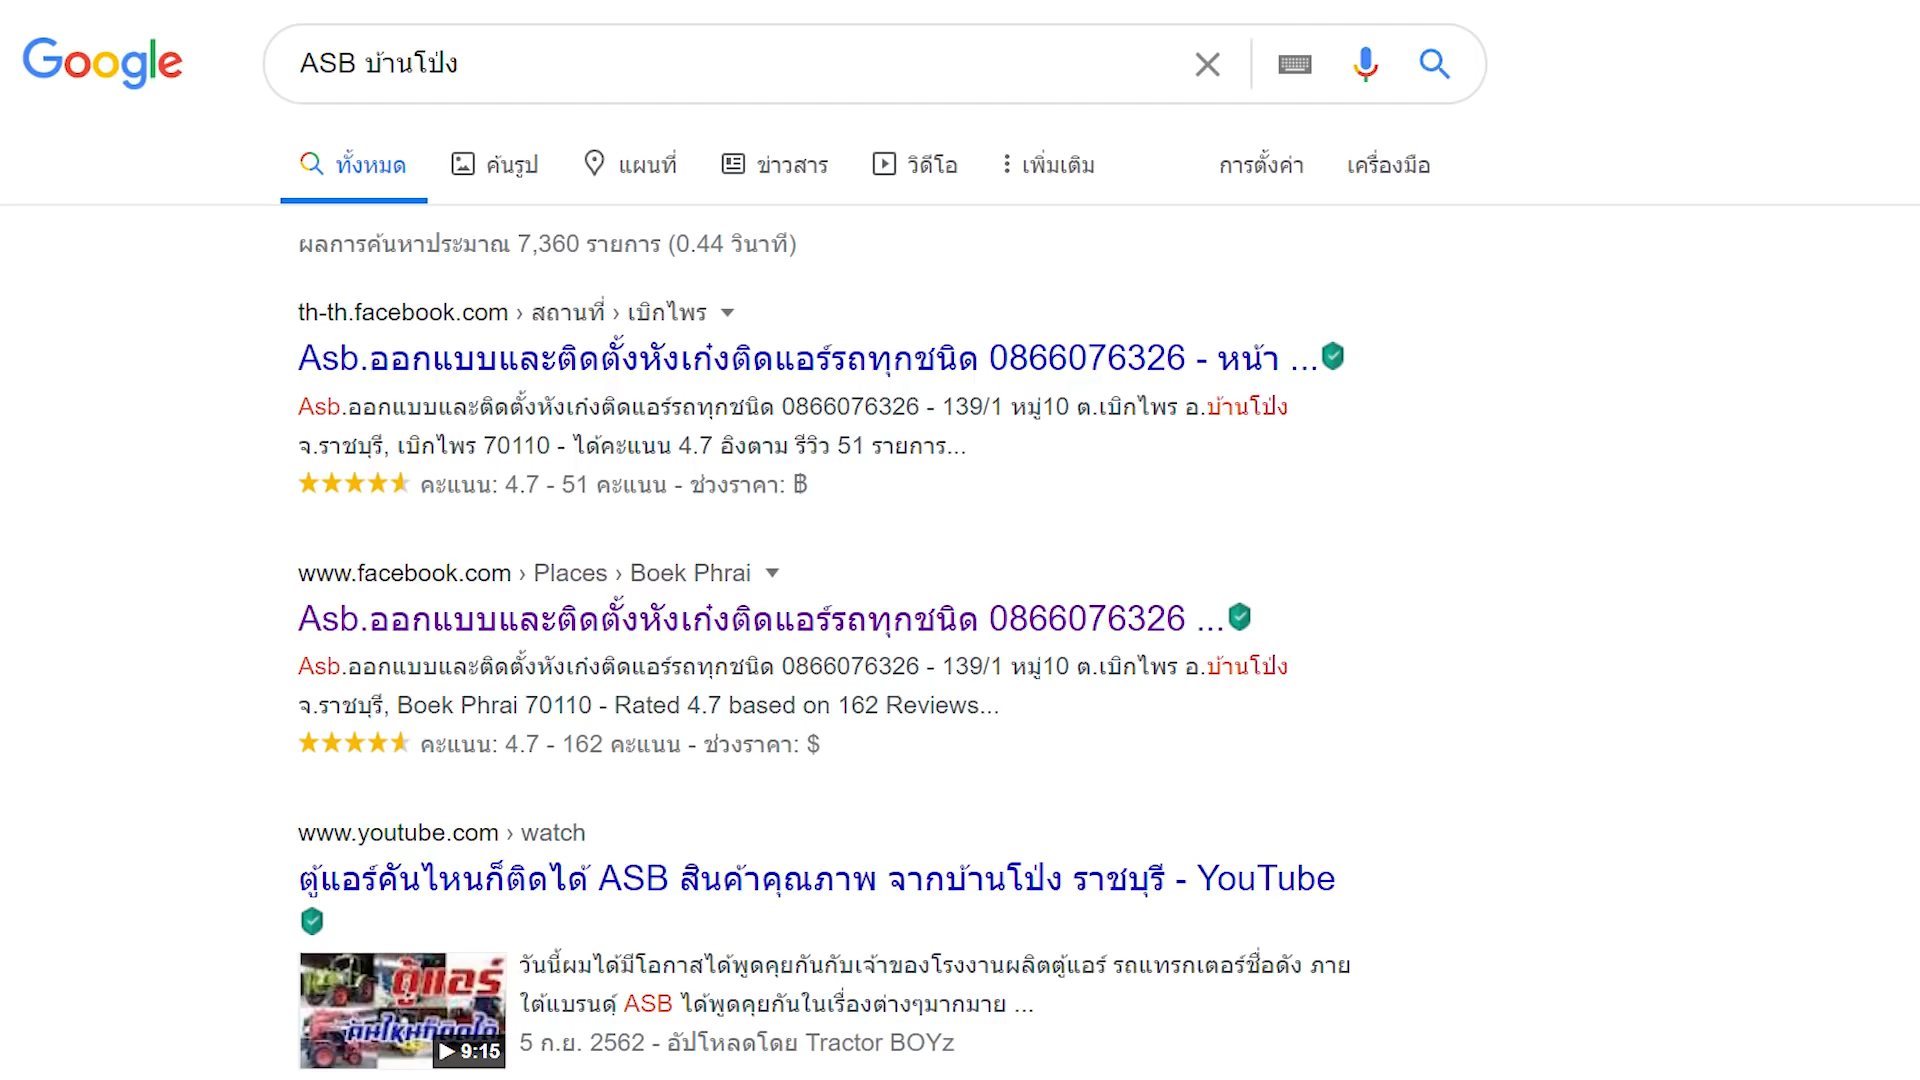 Google
ASB บ้านโป่ง
ทั้งหมด ค้นรูป แผนที่ ข่าวสาร วิดีโอ เพิ่มเติม การตั้งค่า เครื่องมือ
ผลการค้นหาประมาณ 7,360 รายการ (0.44 วินาที)
th-th.facebook.com › สถานที่ › เบิกไพร
Asb.ออกแบบและติดตั้งหังเก๋งติดแอร์รถทุกชนิด 0866076326 - หน้า ...
Asb.ออกแบบและติดตั้งหังเก๋งติดแอร์รถทุกชนิด 0866076326 - 139/1 หมู่10 ต.เบิกไพร อ.บ้านโป่ง
จ.ราชบุรี, เบิกไพร 70110 - ได้คะแนน 4.7 อิงตาม รีวิว 51 รายการ...
คะแนน: 4.7 - 51 คะแนน - ช่วงราคา: ฿
www.facebook.com › Places › Boek Phrai
Asb.ออกแบบและติดตั้งหังเก๋งติดแอร์รถทุกชนิด 0866076326 ...
Asb.ออกแบบและติดตั้งหังเก๋งติดแอร์รถทุกชนิด 0866076326 - 139/1 หมู่10 ต.เบิกไพร อ.บ้านโป่ง
จ.ราชบุรี, Boek Phrai 70110 - Rated 4.7 based on 162 Reviews...
คะแนน: 4.7 - 162 คะแนน - ช่วงราคา: $
www.youtube.com › watch
ตู้แอร์คันไหนก็ติดได้ ASB สินค้าคุณภาพ จากบ้านโป่ง ราชบุรี - YouTube
วันนี้ผมได้มีโอกาสได้พูดคุยกันกับเจ้าของโรงงานผลิตตู้แอร์ รถแทรกเตอร์ชื่อดัง ภาย
ใต้แบรนดุ์ ASB ได้พูดคุยกันในเรื่องต่างๆมากมาย ...
5 ก.ย. 2562 - อัปโหลดโดย Tractor BOYz
ตู้แอร์
คันไหนก็ติดได้
9:15